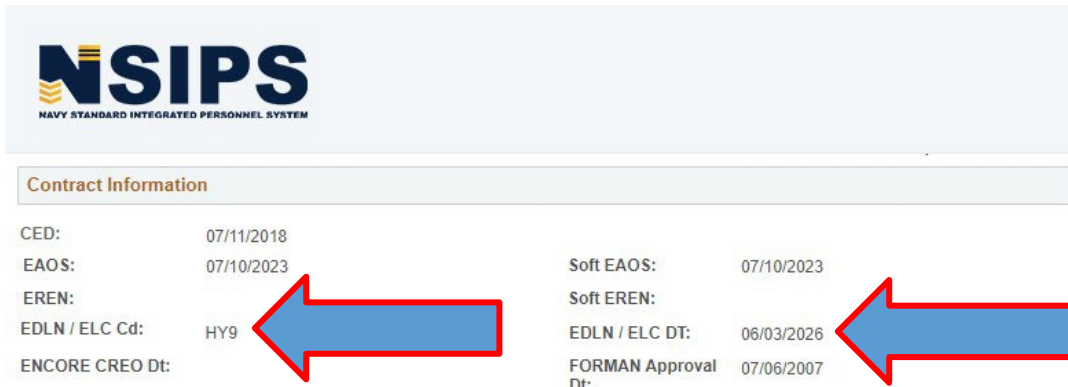 NSIPS
NAVY STANDARD INTEGRATED PERSONNEL SYSTEM
Contract Information
CED: 07/11/2018
EAOS: 07/10/2023 Soft EAOS: 07/10/2023
EREN: Soft EREN:
EDLN / ELC Cd: HY9 EDLN / ELC DT: 06/03/2026
ENCORE CREO Dt: FORMAN Approval 07/06/2007
Dt: